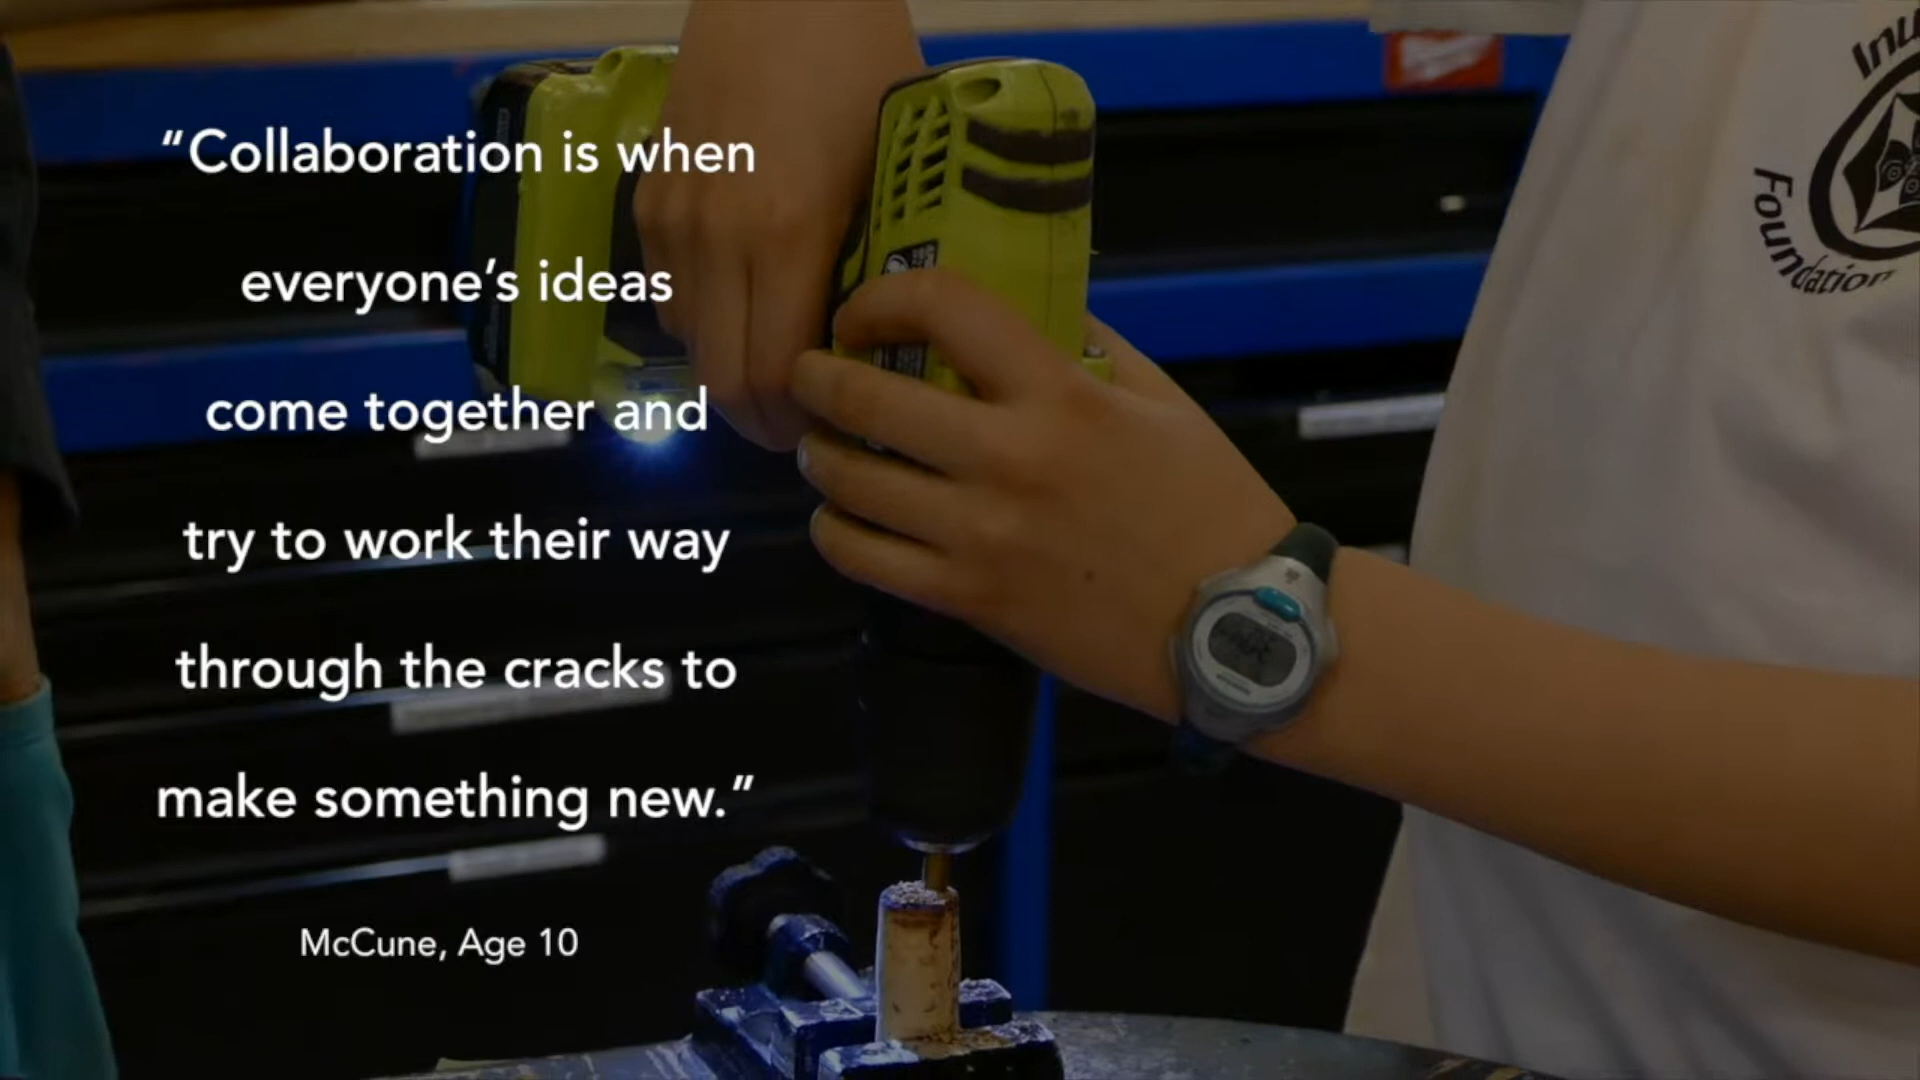 “Collaboration is when
everyone’s ideas
come together and
try to work their way
through the cracks to
make something new.”
McCune, Age 10
Foundation